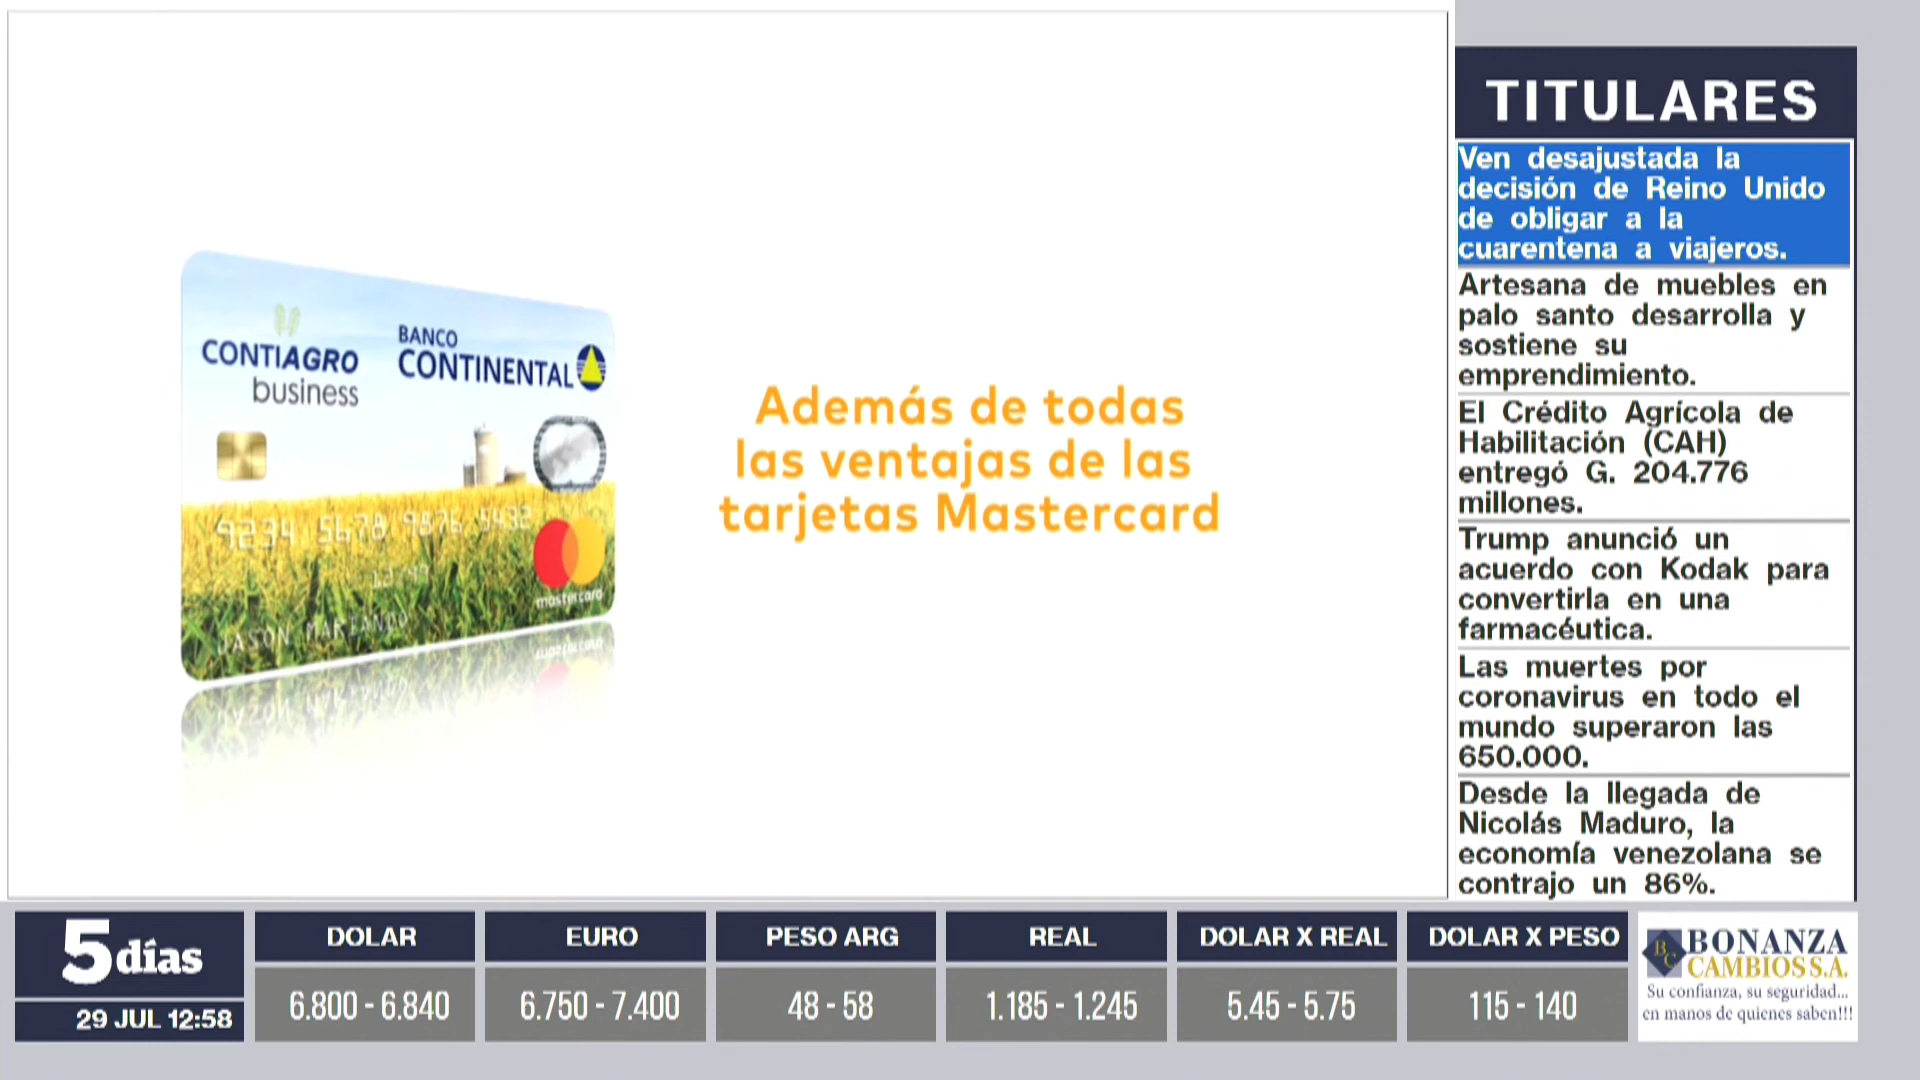 CONTIAGRO
business
BANCO
CONTINENTAL
9234 5678 9876 5432
mastercard
Además de todas
las ventajas de las
tarjetas Mastercard
TITULARES
Ven desajustada la
decisión de Reino Unido
de obligar a la
cuarentena a viajeros.
Artesana de muebles en
palo santo desarrolla y
sostiene su
emprendimiento.
El Crédito Agrícola de
Habilitación (CAH)
entregó G. 204.776
millones.
Trump anunció un
acuerdo con Kodak para
convertirla en una
farmacéutica.
Las muertes por
coronavirus en todo el
mundo superaron las
650.000.
Desde la llegada de
Nicolás Maduro, la
economía venezolana se
contrajo un 86%.
5días
29 JUL 12:58
DOLAR
6.800 - 6.840
EURO
6.750 - 7.400
PESO ARG
48 - 58
REAL
1.185 - 1.245
DOLAR X REAL
5.45 - 5.75
DOLAR X PESO
115 - 140
BC
BONANZA
CAMBIOS S.A.
Su confianza, su seguridad...
en manos de quienes saben!!!